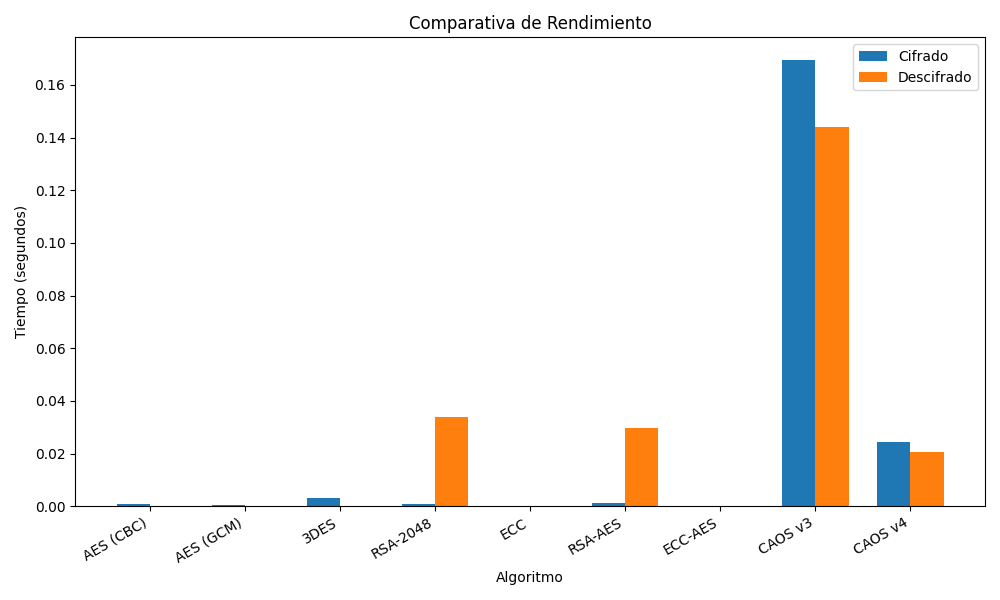 Comparativa de Rendimiento
Cifrado
Descifrado
Tiempo (segundos)
0.16
0.14
0.12
0.10
0.08
0.06
0.04
0.02
0.00
AES (CBC)
AES (GCM)
3DES
RSA-2048
ECC
RSA-AES
ECC-AES
CAOS v3
CAOS v4
Algoritmo